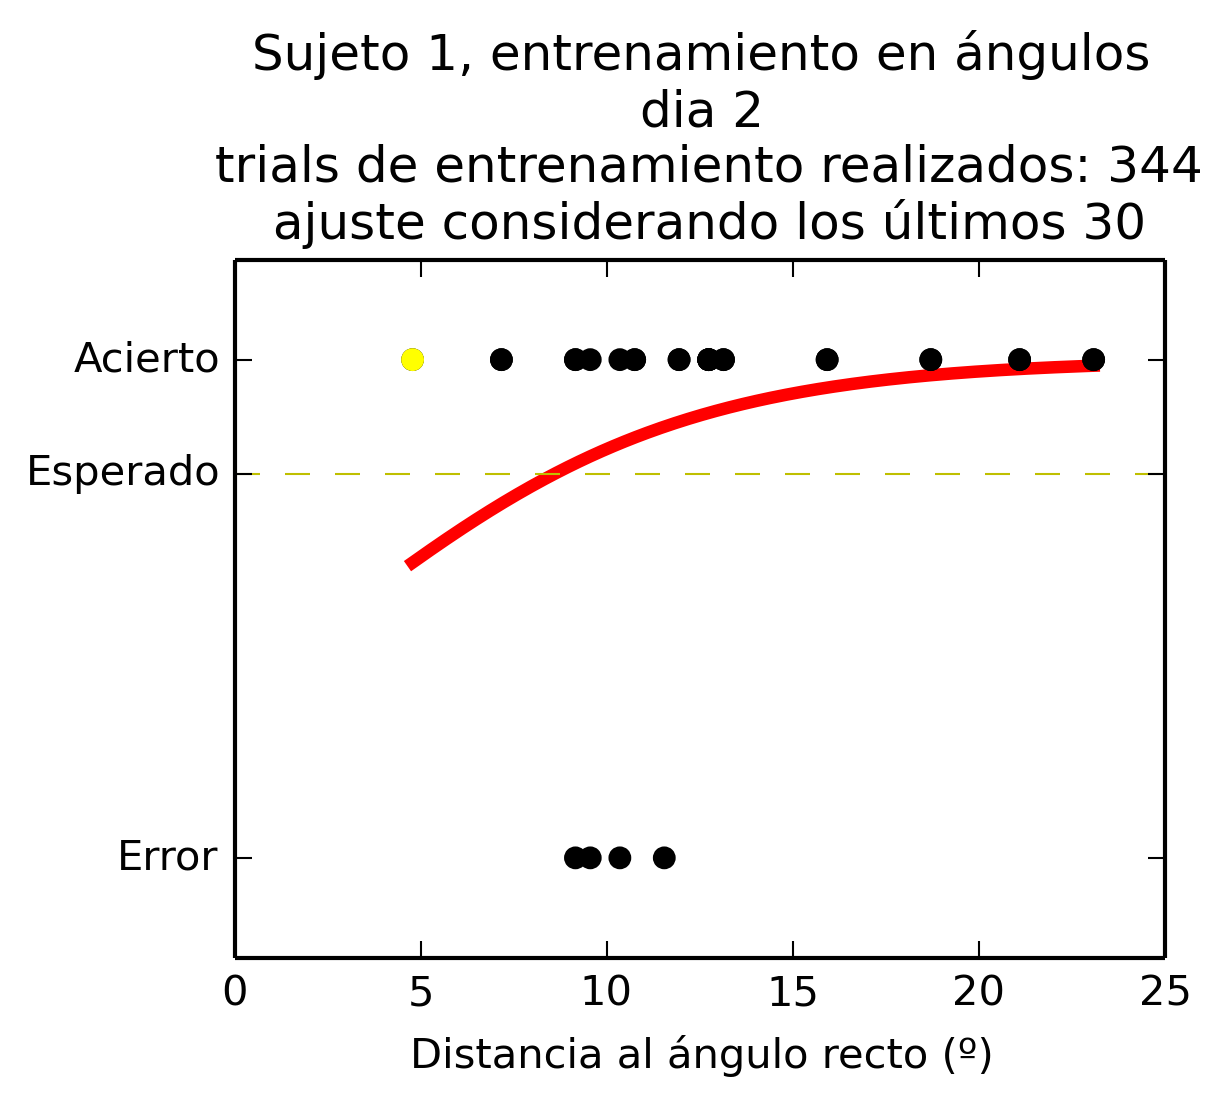 Sujeto 1, entrenamiento en ángulos
dia 2
trials de entrenamiento realizados: 344
ajuste considerando los últimos 30
Acierto
Esperado
Error
0 5 10 15 20 25
Distancia al ángulo recto (º)